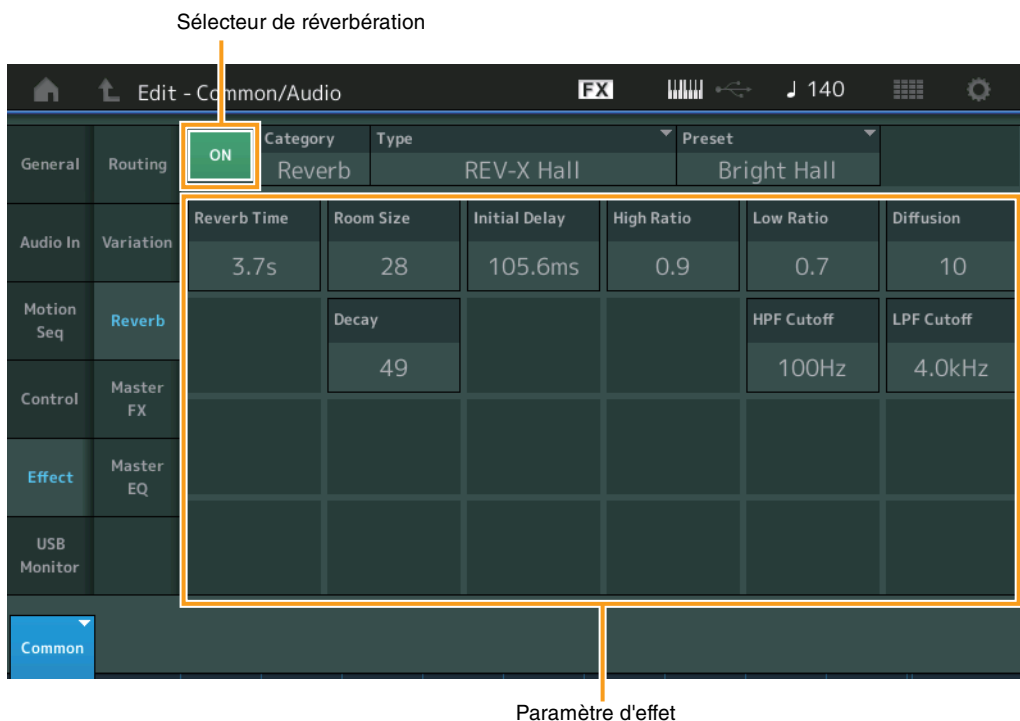 Sélecteur de réverbération
Edit - Common/Audio
FX
140
General
Routing
ON
Category
Reverb
Type
REV-X Hall
Preset
Bright Hall
Audio In
Variation
Reverb Time
3.7s
Room Size
28
Initial Delay
105.6ms
High Ratio
0.9
Low Ratio
0.7
Diffusion
10
Motion
Seq
Reverb
Decay
49
HPF Cutoff
100Hz
LPF Cutoff
4.0kHz
Control
Master
FX
Effect
Master
EQ
USB
Monitor
Common
Paramètre d'effet